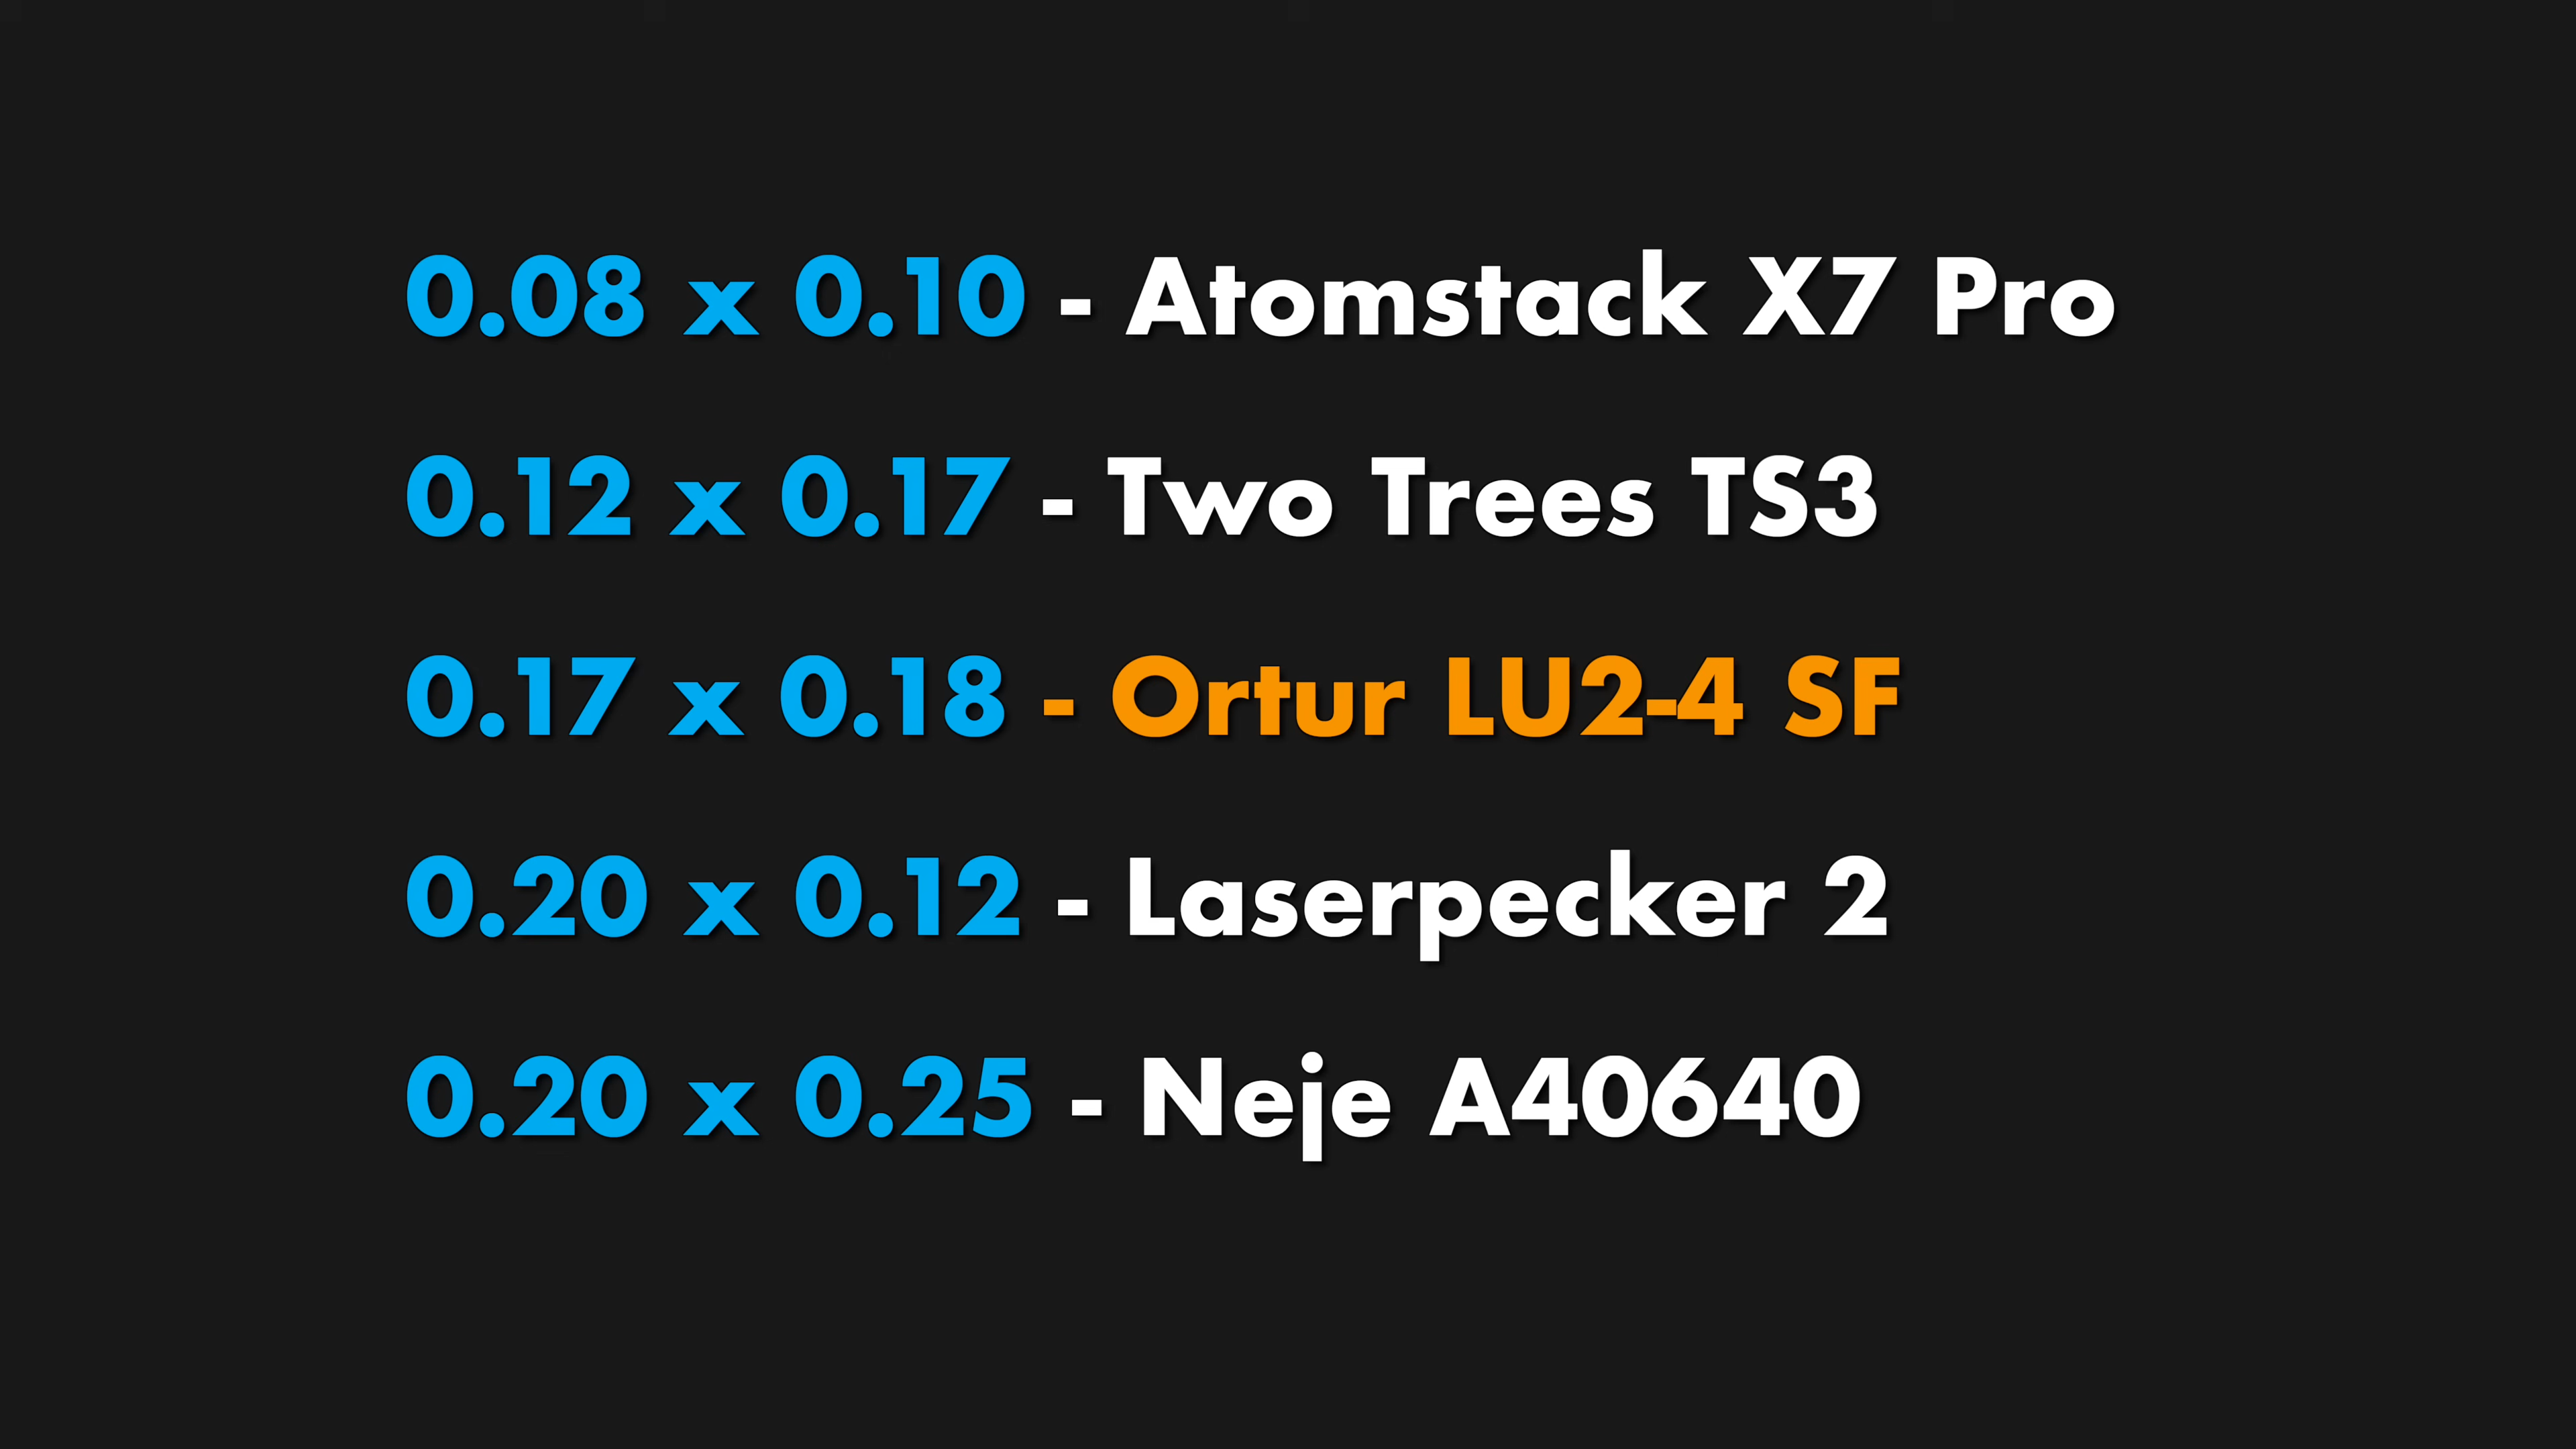 0.08 x 0.10 - Atomstack X7 Pro
0.12 x 0.17 - Two Trees TS3
0.17 x 0.18 - Ortur LU2-4 SF
0.20 x 0.12 - Laserpecker 2
0.20 x 0.25 - Neje A40640